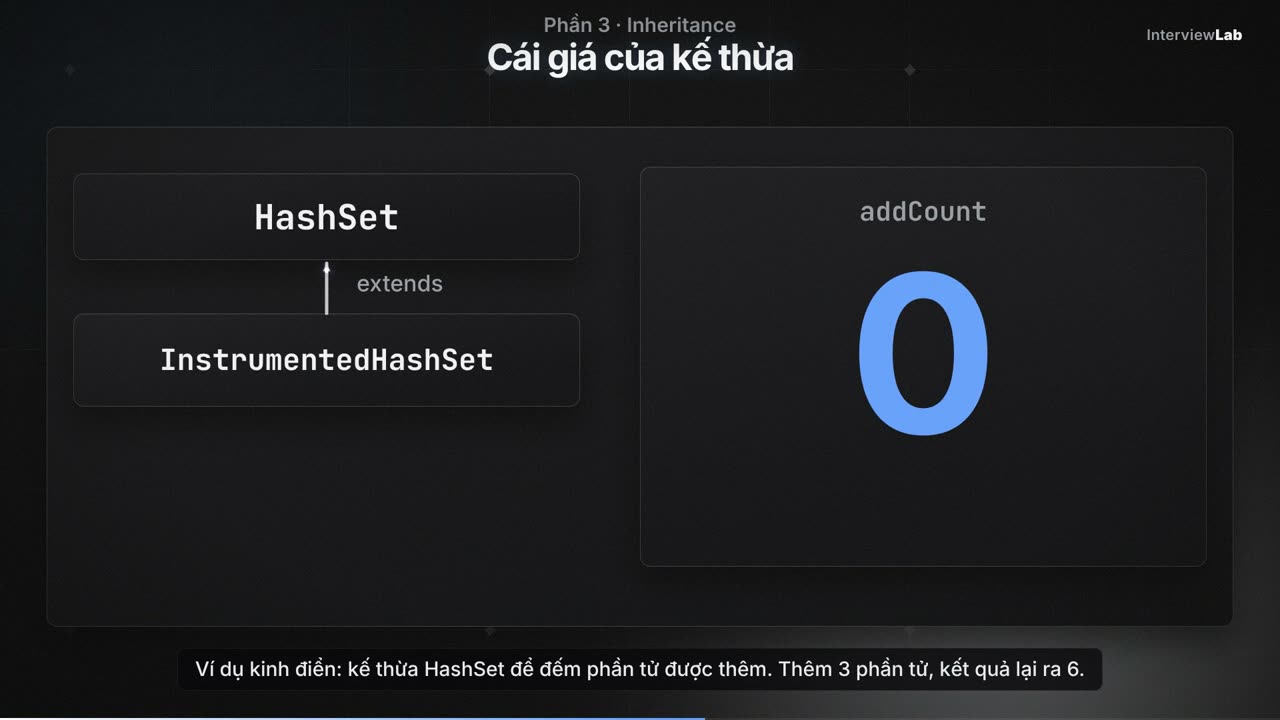 Phần 3 · Inheritance
Cái giá của kế thừa
InterviewLab
HashSet
extends
InstrumentedHashSet
addCount
0
Ví dụ kinh điển: kế thừa HashSet để đếm phần tử được thêm. Thêm 3 phần tử, kết quả lại ra 6.